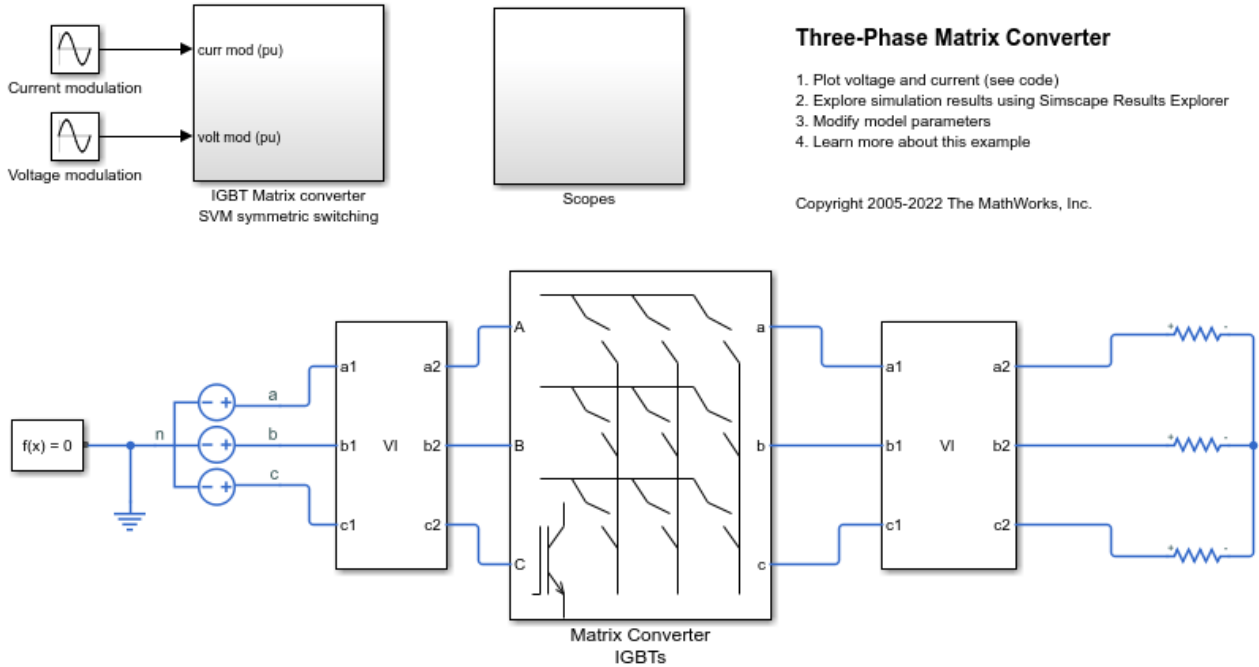 curr mod (pu)
Current modulation
volt mod (pu)
Voltage modulation
IGBT Matrix converter
SVM symmetric switching
Scopes
Three-Phase Matrix Converter
1. Plot voltage and current (see code)
2. Explore simulation results using Simscape Results Explorer
3. Modify model parameters
4. Learn more about this example
Copyright 2005-2022 The MathWorks, Inc.
f(x) = 0
n
- +
a
- +
b
- +
c
a1
a2
b1
VI
b2
c1
c2
A
a
B
b
C
c
Matrix Converter
IGBTs
a1
a2
b1
VI
b2
c1
c2
+ -
+ -
+ -